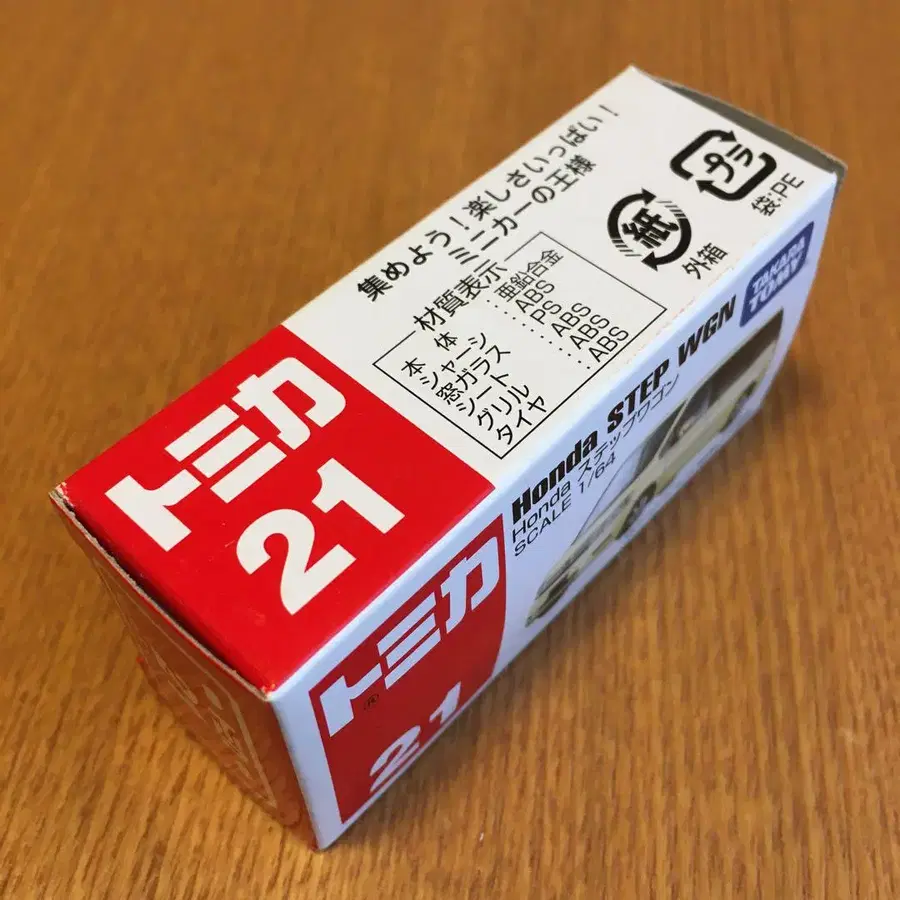 トミカ
21
集めよう！楽しさいっぱい！
ミニカーの王様
材質表示
本　体：亜鉛合金
シャーシ：ABS
窓ガラス：PS
シート：ABS
グリル：ABS
タイヤ：ABS
紙
外箱
プラ
袋:PE
トミカ®
21
Honda STEP WGN
Honda ステップワゴン
SCALE 1/64
TAKARA
TOMY